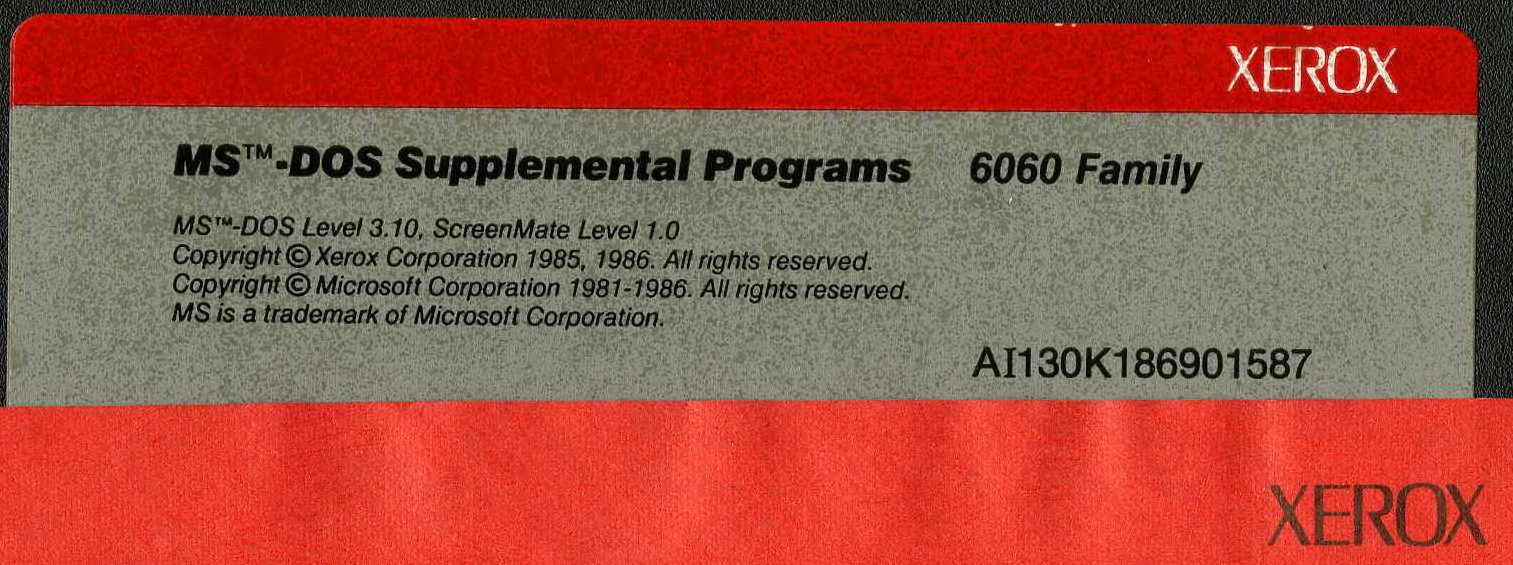 XEROX
MS™-DOS Supplemental Programs 6060 Family
MS™-DOS Level 3.10, ScreenMate Level 1.0
Copyright © Xerox Corporation 1985, 1986. All rights reserved.
Copyright © Microsoft Corporation 1981-1986. All rights reserved.
MS is a trademark of Microsoft Corporation.
AI130K186901587
XEROX